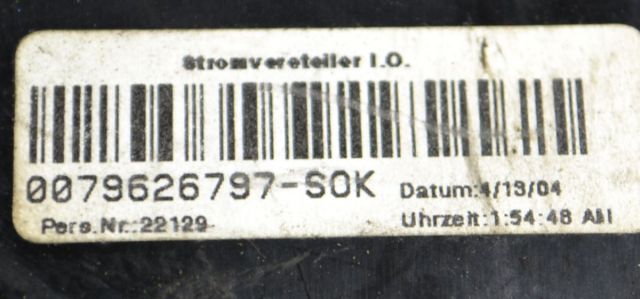 Stromverteiler I.O.
0079626797-SOK
Datum:4/13/04
Pers.Nr.:22129
Uhrzeit:1:54:48 AM